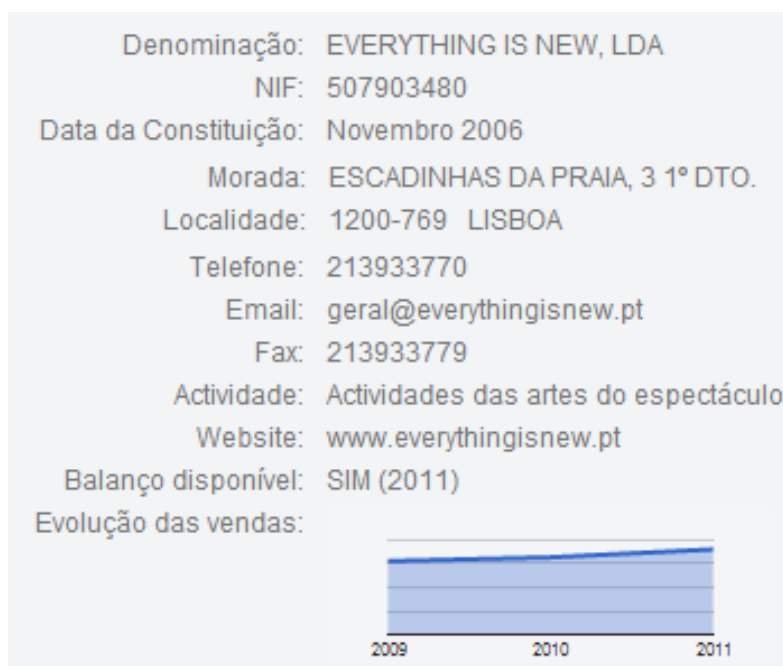 Denominação: EVERYTHING IS NEW, LDA
NIF: 507903480
Data da Constituição: Novembro 2006
Morada: ESCADINHAS DA PRAIA, 3 1º DTO.
Localidade: 1200-769 LISBOA
Telefone: 213933770
Email: geral@everythingisnew.pt
Fax: 213933779
Actividade: Actividades das artes do espectáculo
Website: www.everythingisnew.pt
Balanço disponível: SIM (2011)
Evolução das vendas:
2009 2010 2011